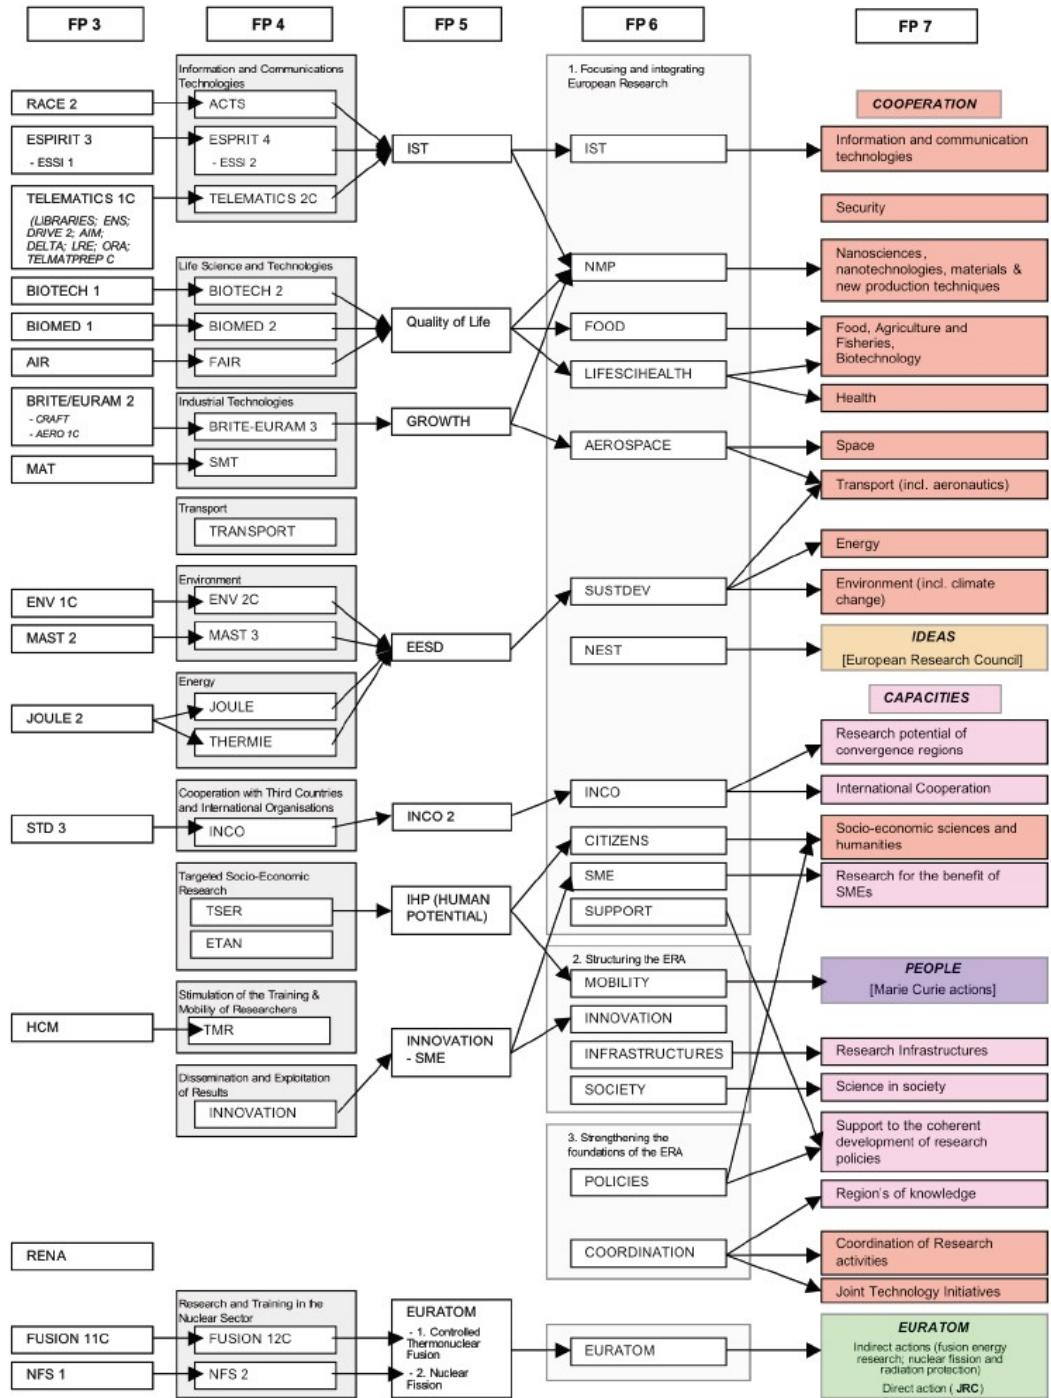 FP 3
FP 4
FP 5
FP 6
FP 7
RACE 2
ESPIRIT 3
- ESSI 1
TELEMATICS 1C
(LIBRARIES; ENS;
DRIVE 2; AIM;
DELTA; LRE; ORA;
TELMATPREP C
BIOTECH 1
BIOMED 1
AIR
BRITE/EURAM 2
- CRAFT
- AERO 1C
MAT
ENV 1C
MAST 2
JOULE 2
STD 3
HCM
RENA
FUSION 11C
NFS 1
Information and Communications
Technologies
ACTS
ESPRIT 4
- ESSI 2
TELEMATICS 2C
Life Science and Technologies
BIOTECH 2
BIOMED 2
FAIR
Industrial Technologies
BRITE-EURAM 3
SMT
Transport
TRANSPORT
Environment
ENV 2C
MAST 3
Energy
JOULE
THERMIE
Cooperation with Third Countries
and International Organisations
INCO
Targeted Socio-Economic
Research
TSER
ETAN
Stimulation of the Training &
Mobility of Researchers
TMR
Dissemination and Exploitation
of Results
INNOVATION
Research and Training in the
Nuclear Sector
FUSION 12C
NFS 2
IST
Quality of Life
GROWTH
EESD
INCO 2
IHP (HUMAN
POTENTIAL)
INNOVATION
- SME
EURATOM
- 1. Controlled
Thermonuclear
Fusion
- 2. Nuclear
Fission
1. Focusing and integrating
European Research
IST
NMP
FOOD
LIFESCIHEALTH
AEROSPACE
SUSTDEV
NEST
INCO
CITIZENS
SME
SUPPORT
2. Structuring the ERA
MOBILITY
INNOVATION
INFRASTRUCTURES
SOCIETY
3. Strengthening the
foundations of the ERA
POLICIES
COORDINATION
EURATOM
COOPERATION
Information and communication
technologies
Security
Nanosciences,
nanotechnologies, materials &
new production techniques
Food, Agriculture and
Fisheries,
Biotechnology
Health
Space
Transport (incl. aeronautics)
Energy
Environment (incl. climate
change)
IDEAS
[European Research Council]
CAPACITIES
Research potential of
convergence regions
International Cooperation
Socio-economic sciences and
humanities
Research for the benefit of
SMEs
PEOPLE
[Marie Curie actions]
Research Infrastructures
Science in society
Support to the coherent
development of research
policies
Region's of knowledge
Coordination of Research
activities
Joint Technology Initiatives
EURATOM
Indirect actions (fusion energy
research; nuclear fission and
radiation protection)
Direct action ( JRC)